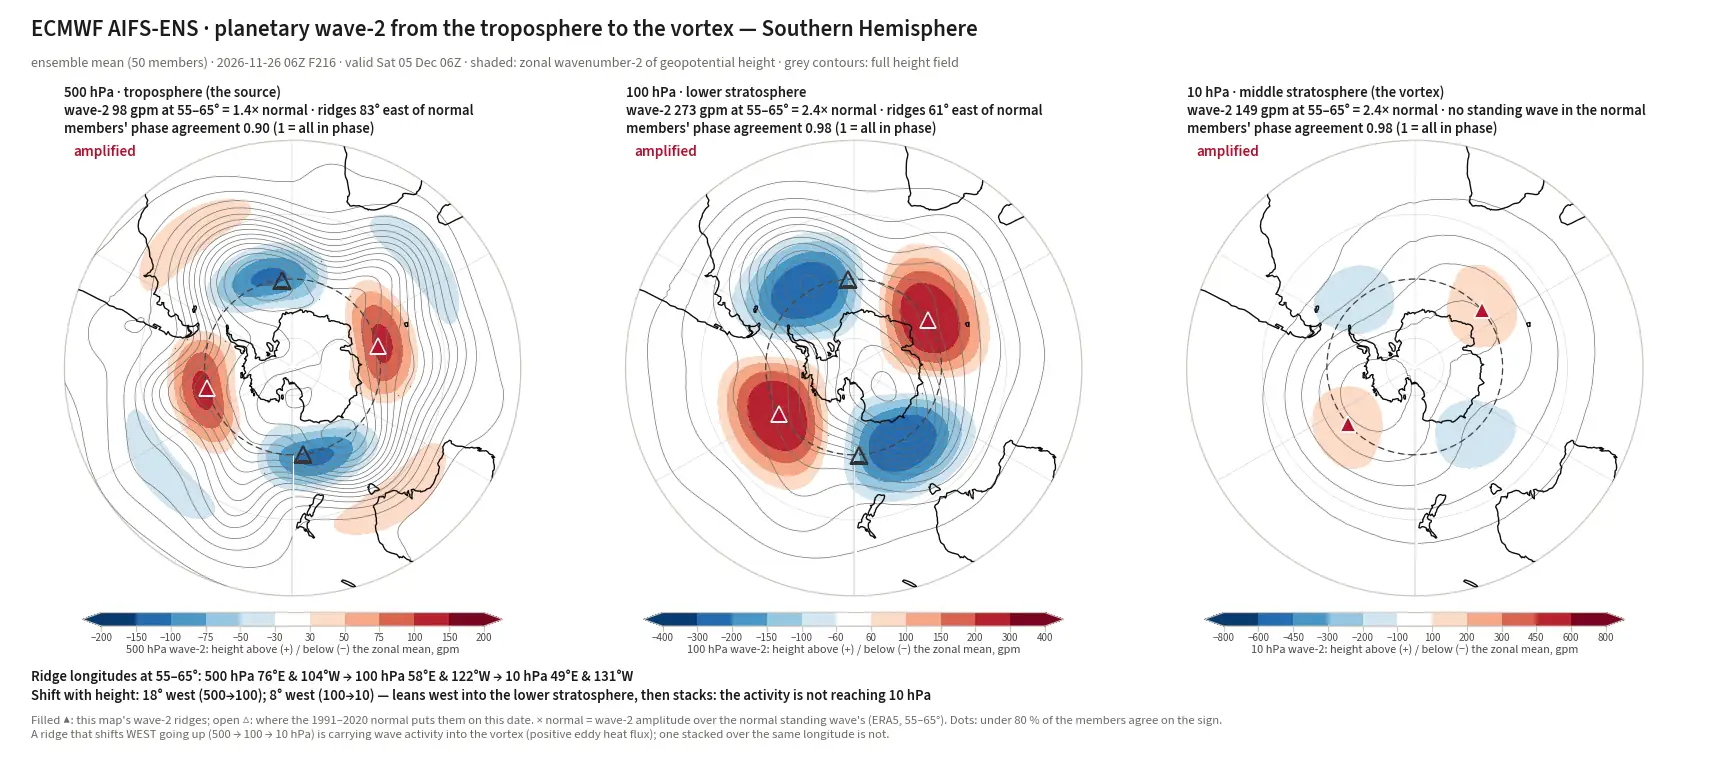 ECMWF AIFS-ENS · planetary wave-2 from the troposphere to the vortex — Southern Hemisphere
ensemble mean (50 members) · 2026-11-26 06Z F216 · valid Sat 05 Dec 06Z · shaded: zonal wavenumber-2 of geopotential height · grey contours: full height field
500 hPa · troposphere (the source)
wave-2 98 gpm at 55–65° = 1.4× normal · ridges 83° east of normal
members' phase agreement 0.90 (1 = all in phase)
amplified
100 hPa · lower stratosphere
wave-2 273 gpm at 55–65° = 2.4× normal · ridges 61° east of normal
members' phase agreement 0.98 (1 = all in phase)
amplified
10 hPa · middle stratosphere (the vortex)
wave-2 149 gpm at 55–65° = 2.4× normal · no standing wave in the normal
members' phase agreement 0.98 (1 = all in phase)
amplified
−200 −150 −100 −75 −50 −30 30 50 75 100 150 200
500 hPa wave-2: height above (+) / below (−) the zonal mean, gpm
−400 −300 −200 −150 −100 −60 60 100 150 200 300 400
100 hPa wave-2: height above (+) / below (−) the zonal mean, gpm
−800 −600 −450 −300 −200 −100 100 200 300 450 600 800
10 hPa wave-2: height above (+) / below (−) the zonal mean, gpm
Ridge longitudes at 55–65°: 500 hPa 76°E & 104°W → 100 hPa 58°E & 122°W → 10 hPa 49°E & 131°W
Shift with height: 18° west (500→100); 8° west (100→10) — leans west into the lower stratosphere, then stacks: the activity is not reaching 10 hPa
Filled ▲: this map's wave-2 ridges; open △: where the 1991–2020 normal puts them on this date. × normal = wave-2 amplitude over the normal standing wave's (ERA5, 55–65°). Dots: under 80 % of the members agree on the sign.
A ridge that shifts WEST going up (500 → 100 → 10 hPa) is carrying wave activity into the vortex (positive eddy heat flux); one stacked over the same longitude is not.